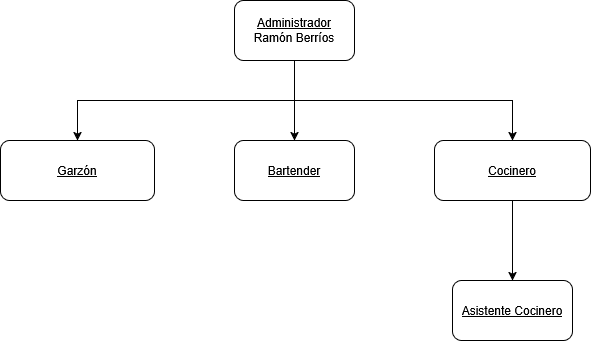 Administrador
Ramón Berríos
Garzón
Bartender
Cocinero
Asistente Cocinero